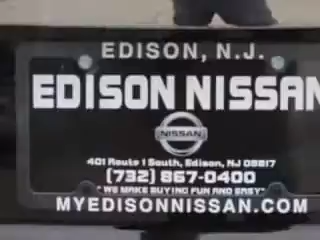 EDISON, N.J.
EDISON NISSAN
NISSAN
401 Route 1 South, Edison, NJ 08817
(732) 867-0400
"WE MAKE BUYING FUN AND EASY"
MYEDISONNISSAN.COM